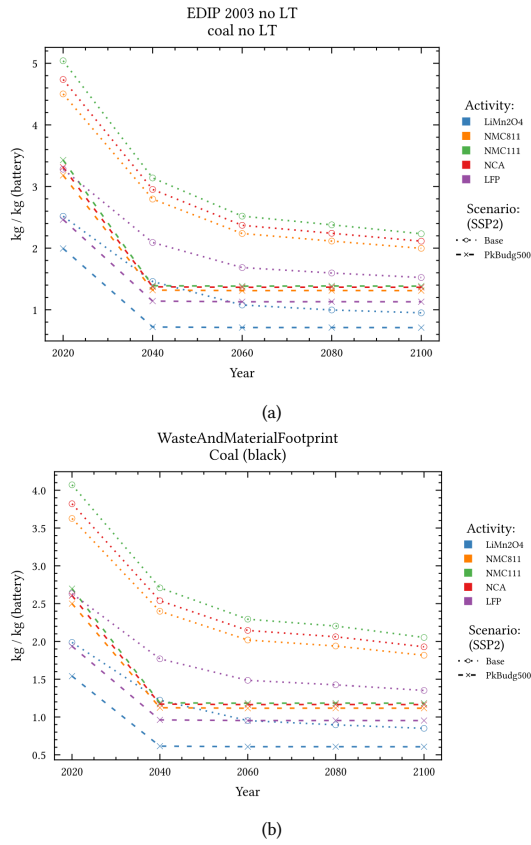 EDIP 2003 no LT
coal no LT
kg / kg (battery)
5
4
3
2
1
2020 2040 2060 2080 2100
Year
Activity:
LiMn2O4
NMC811
NMC111
NCA
LFP
Scenario:
(SSP2)
Base
PkBudg500
(a)
WasteAndMaterialFootprint
Coal (black)
kg / kg (battery)
4.0
3.5
3.0
2.5
2.0
1.5
1.0
0.5
2020 2040 2060 2080 2100
Year
Activity:
LiMn2O4
NMC811
NMC111
NCA
LFP
Scenario:
(SSP2)
Base
PkBudg500
(b)